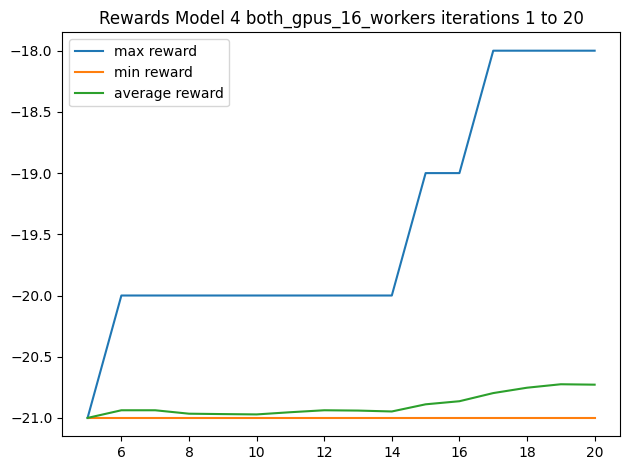 Rewards Model 4 both_gpus_16_workers iterations 1 to 20
max reward
min reward
average reward
−18.0
−18.5
−19.0
−19.5
−20.0
−20.5
−21.0
6 8 10 12 14 16 18 20